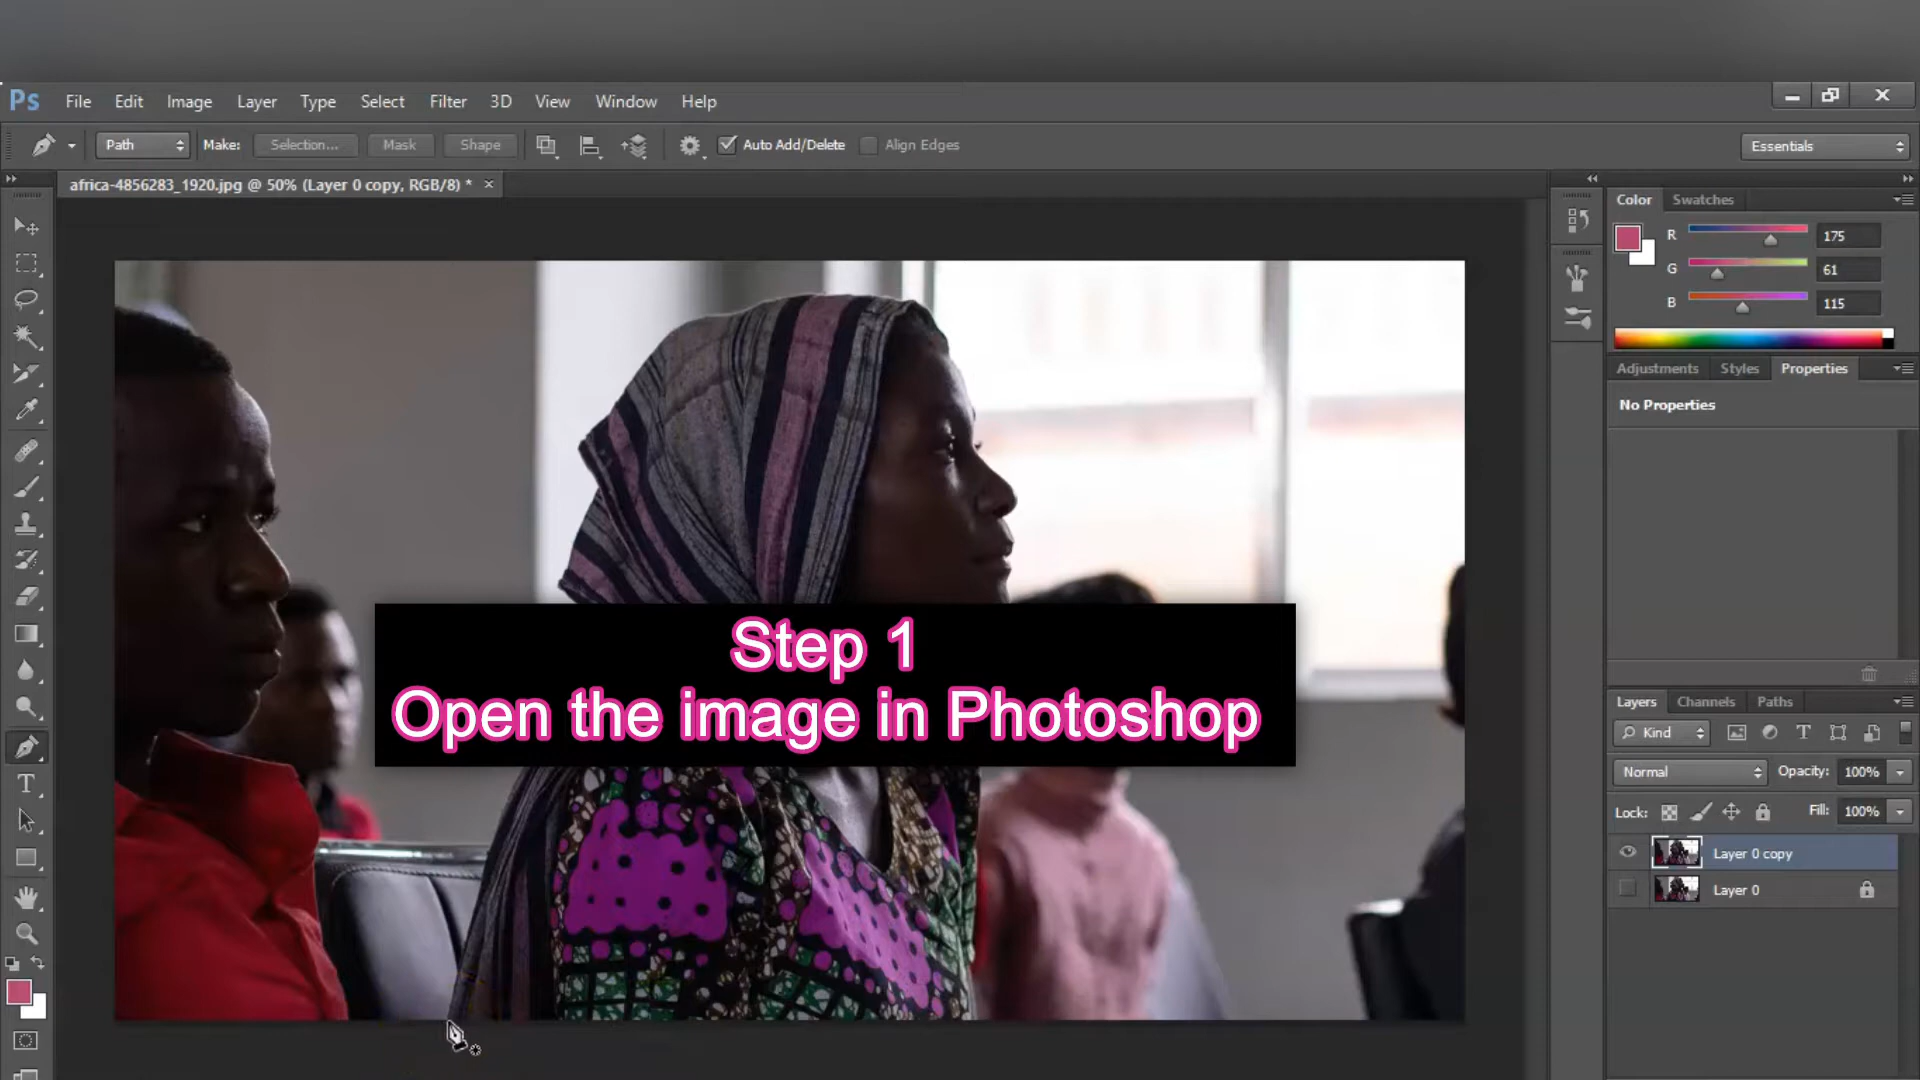 Ps File Edit Image Layer Type Select Filter 3D View Window Help
Path Make: Selection... Mask Shape Auto Add/Delete Align Edges Essentials
africa-4856283_1920.jpg @ 50% (Layer 0 copy, RGB/8) *
Color Swatches
R 175
G 61
B 115
Adjustments Styles Properties
No Properties
Step 1
Open the image in Photoshop
Layers Channels Paths
Kind
Normal Opacity: 100%
Lock: Fill: 100%
Layer 0 copy
Layer 0